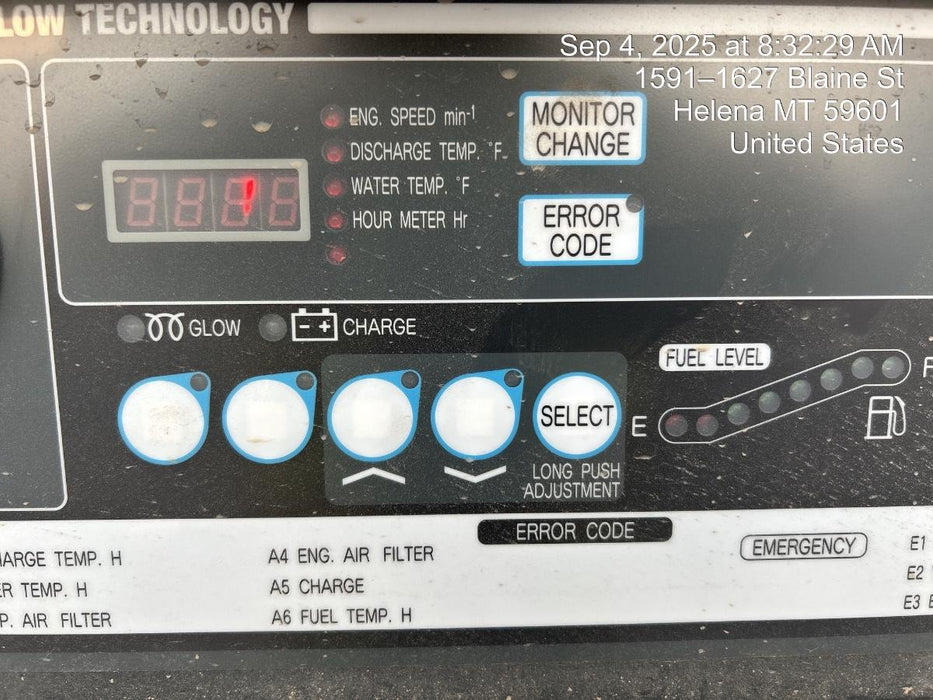 LOW TECHNOLOGY
Sep 4, 2025 at 8:32:29 AM
1591–1627 Blaine St
Helena MT 59601
United States
ENG. SPEED min⁻¹
DISCHARGE TEMP. °F
WATER TEMP. °F
HOUR METER Hr
MONITOR
CHANGE
ERROR
CODE
GLOW
- +
CHARGE
FUEL LEVEL
E
F
SELECT
LONG PUSH
ADJUSTMENT
ERROR CODE
ARGE TEMP. H
A4 ENG. AIR FILTER
EMERGENCY
E1
R TEMP. H
A5 CHARGE
E2
P. AIR FILTER
A6 FUEL TEMP. H
E3